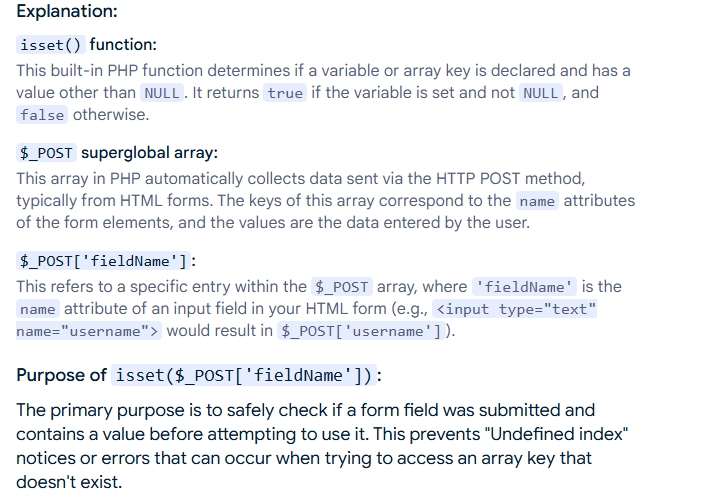 Explanation:
isset() function:
This built-in PHP function determines if a variable or array key is declared and has a
value other than NULL. It returns true if the variable is set and not NULL, and
false otherwise.
$_POST superglobal array:
This array in PHP automatically collects data sent via the HTTP POST method,
typically from HTML forms. The keys of this array correspond to the name attributes
of the form elements, and the values are the data entered by the user.
$_POST['fieldName']:
This refers to a specific entry within the $_POST array, where 'fieldName' is the
name attribute of an input field in your HTML form (e.g., <input type="text"
name="username"> would result in $_POST['username']).
Purpose of isset($_POST['fieldName']):
The primary purpose is to safely check if a form field was submitted and
contains a value before attempting to use it. This prevents "Undefined index"
notices or errors that can occur when trying to access an array key that
doesn't exist.